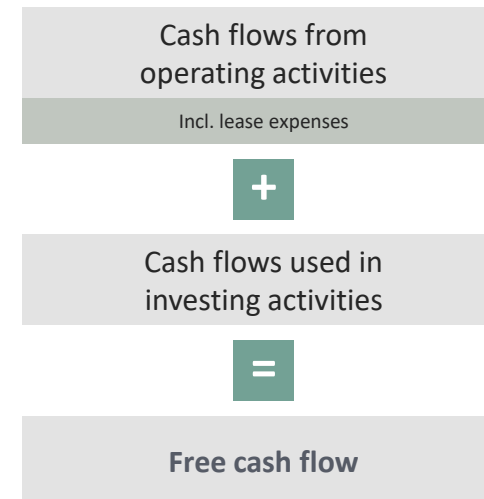 Cash flows from
operating activities
Incl. lease expenses
+
Cash flows used in
investing activities
=
Free cash flow